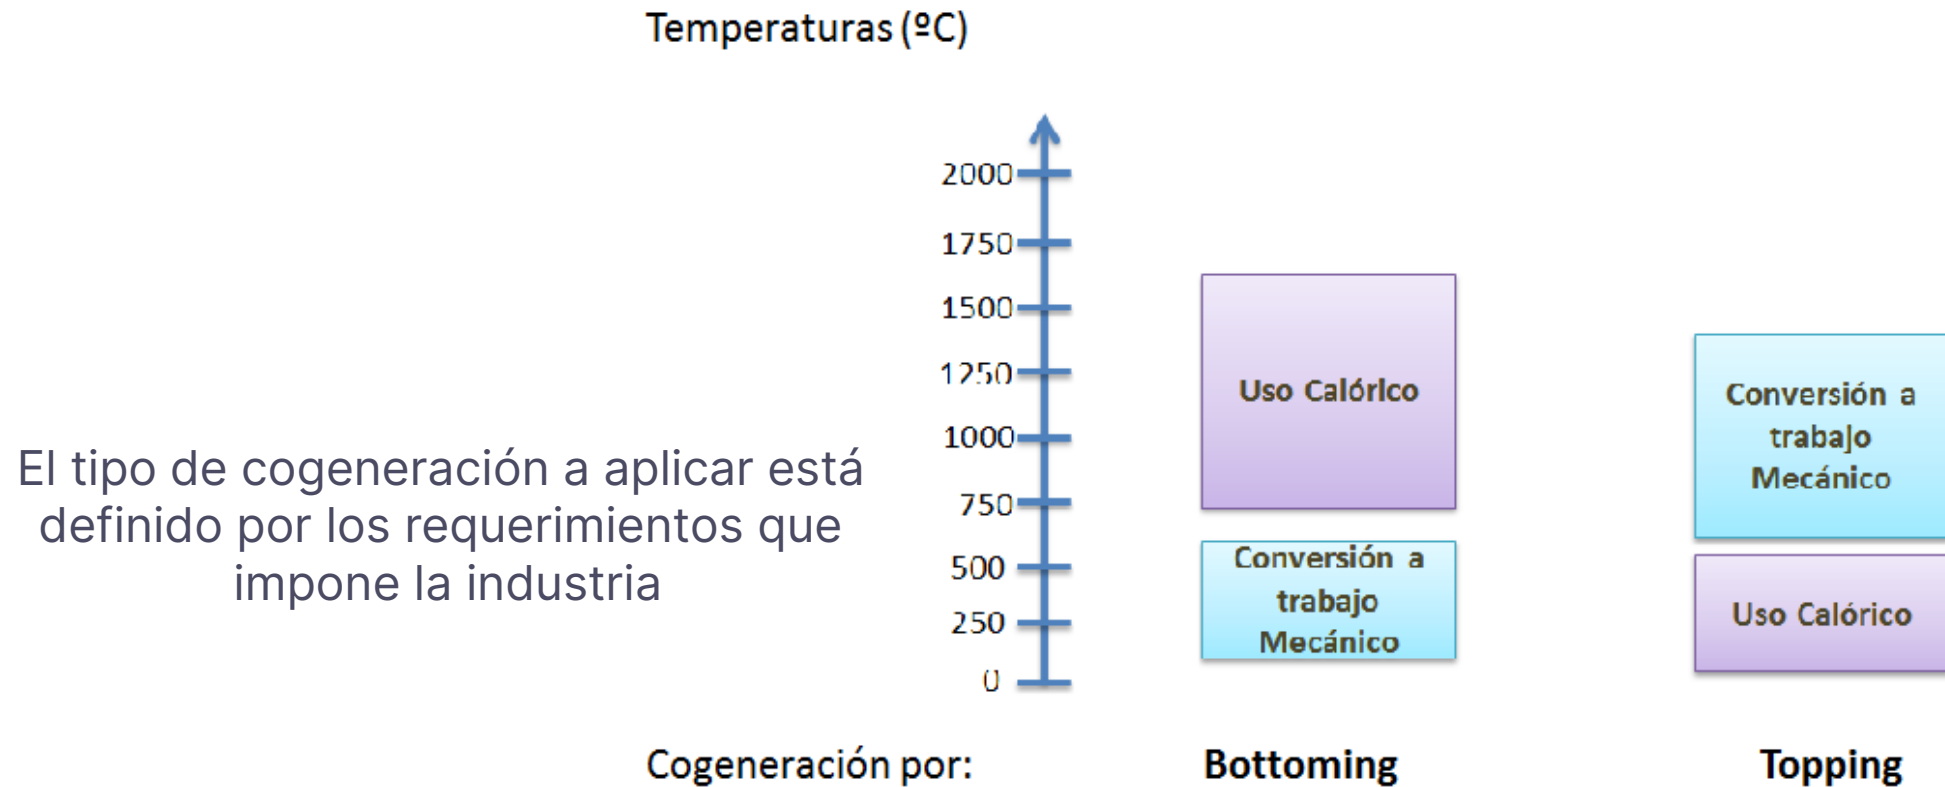 Temperaturas (ºC)
2000
1750
1500
1250
1000
750
500
250
0
El tipo de cogeneración a aplicar está
definido por los requerimientos que
impone la industria
Uso Calórico
Conversión a
trabajo
Mecánico
Conversión a
trabajo
Mecánico
Uso Calórico
Cogeneración por:
Bottoming
Topping